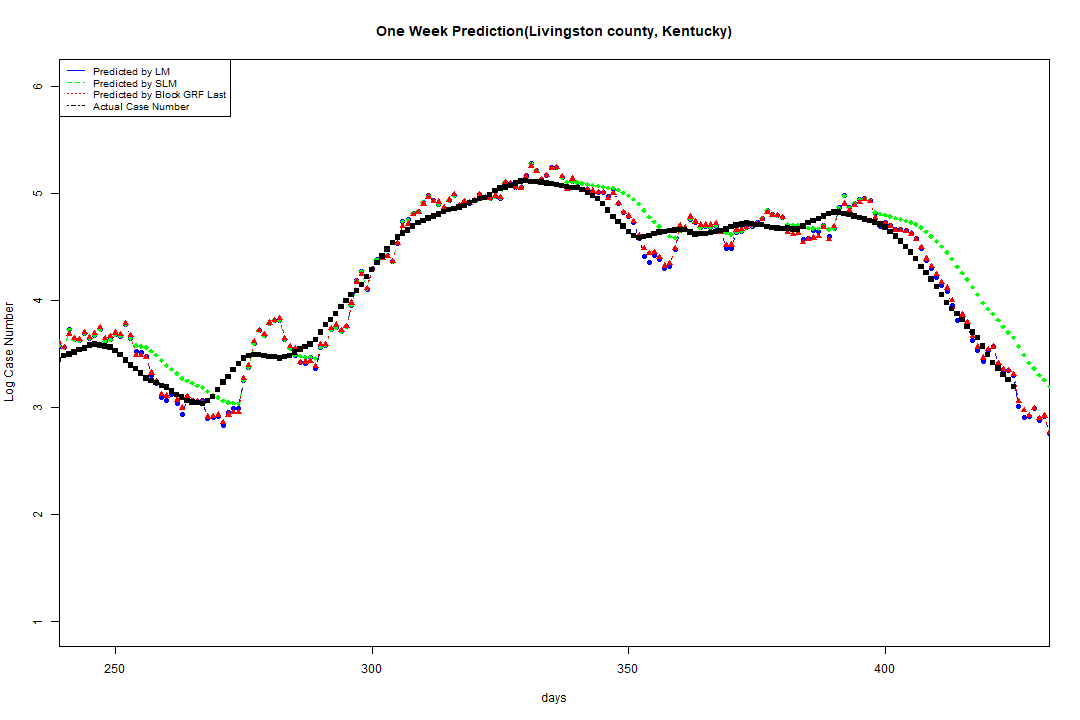 One Week Prediction(Livingston county, Kentucky)
Predicted by LM
Predicted by SLM
Predicted by Block GRF Last
Actual Case Number
6
5
4
3
2
1
Log Case Number
250 300 350 400
days